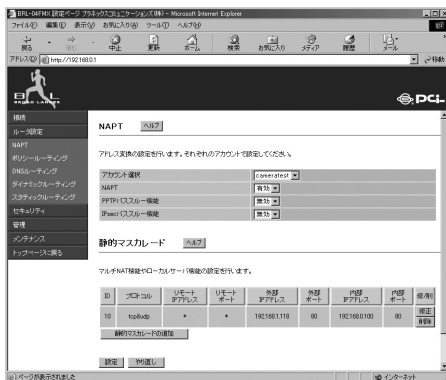 BRL-04FMX 設定ページ プラネックスコミュニケーションズ(株) - Microsoft Internet Explorer
ファイル(F) 編集(E) 表示(V) お気に入り(A) ツール(T) ヘルプ(H)
戻る 進む 中止 更新 ホーム 検索 お気に入り メディア 履歴 メール
アドレス(D) http://192.168.0.1 移動
BRL
BROAD LANNER
PCi
接続
ルータ設定
NAPT
ポリシールーティング
DNSルーティング
ダイナミックルーティング
スタティックルーティング
セキュリティ
管理
メンテナンス
トップページに戻る
NAPT ヘルプ
アドレス変換の設定を行います。それぞれのアカウントで設定してください。
アカウント選択 cameratest
NAPT 有効
PPTPパススルー機能 無効
IPsecパススルー機能 無効
静的マスカレード ヘルプ
マルチNAT機能やローカルサーバ機能の設定を行います。
ID プロトコル リモートIPアドレス リモートポート 外部IPアドレス 外部ポート 内部IPアドレス 内部ポート 修/削
10 tcp&udp * * 192.168.1.118 80 192.168.0.100 80 修正 削除
静的マスカレードの追加
設定 やり直し
ページが表示されました インターネット